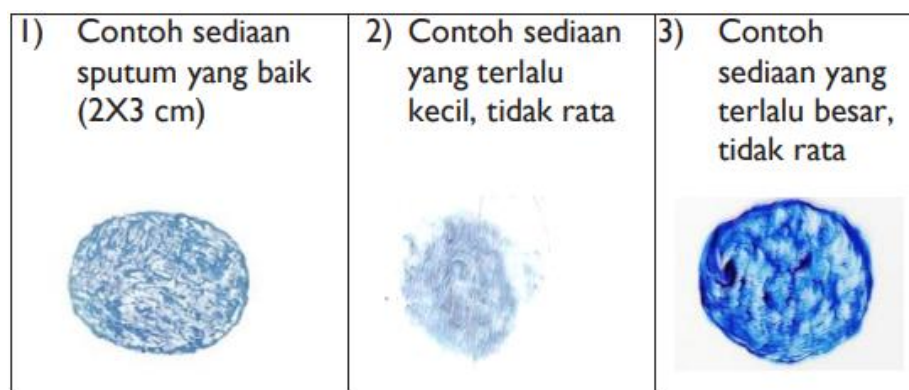 1) Contoh sediaan
sputum yang baik
(2X3 cm)
2) Contoh sediaan
yang terlalu
kecil, tidak rata
3) Contoh
sediaan yang
terlalu besar,
tidak rata